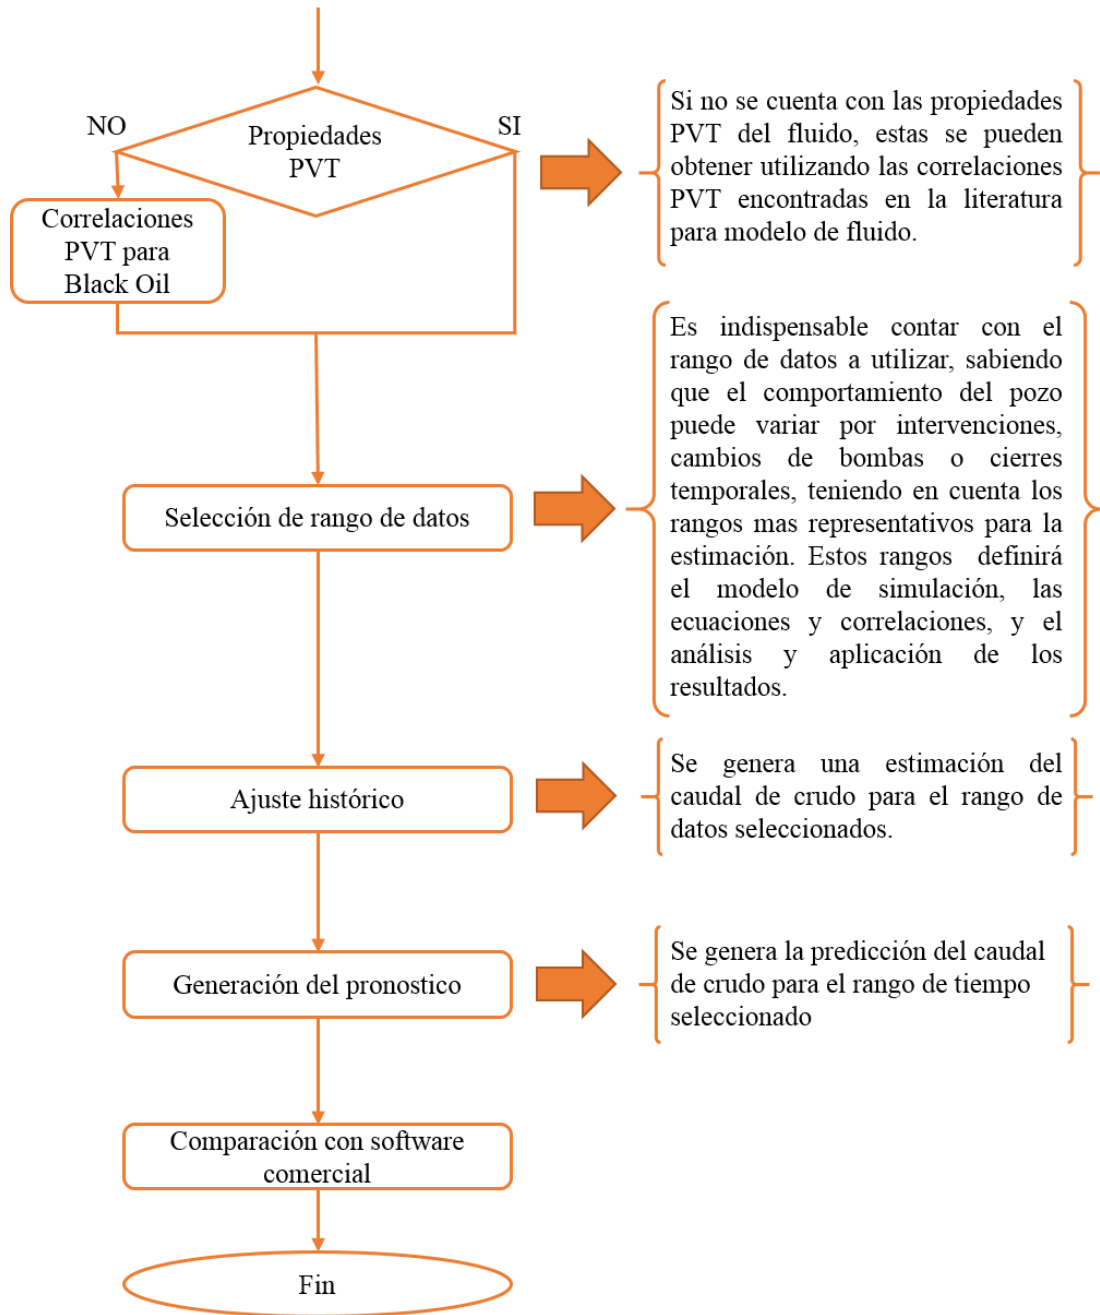 NO
SI
Propiedades
PVT
Correlaciones
PVT para
Black Oil
Si no se cuenta con las propiedades
PVT del fluido, estas se pueden
obtener utilizando las correlaciones
PVT encontradas en la literatura
para modelo de fluido.
Selección de rango de datos
Es indispensable contar con el
rango de datos a utilizar, sabiendo
que el comportamiento del pozo
puede variar por intervenciones,
cambios de bombas o cierres
temporales, teniendo en cuenta los
rangos mas representativos para la
estimación. Estos rangos definirá
el modelo de simulación, las
ecuaciones y correlaciones, y el
análisis y aplicación de los
resultados.
Ajuste histórico
Se genera una estimación del
caudal de crudo para el rango de
datos seleccionados.
Generación del pronostico
Se genera la predicción del caudal
de crudo para el rango de tiempo
seleccionado
Comparación con software
comercial
Fin